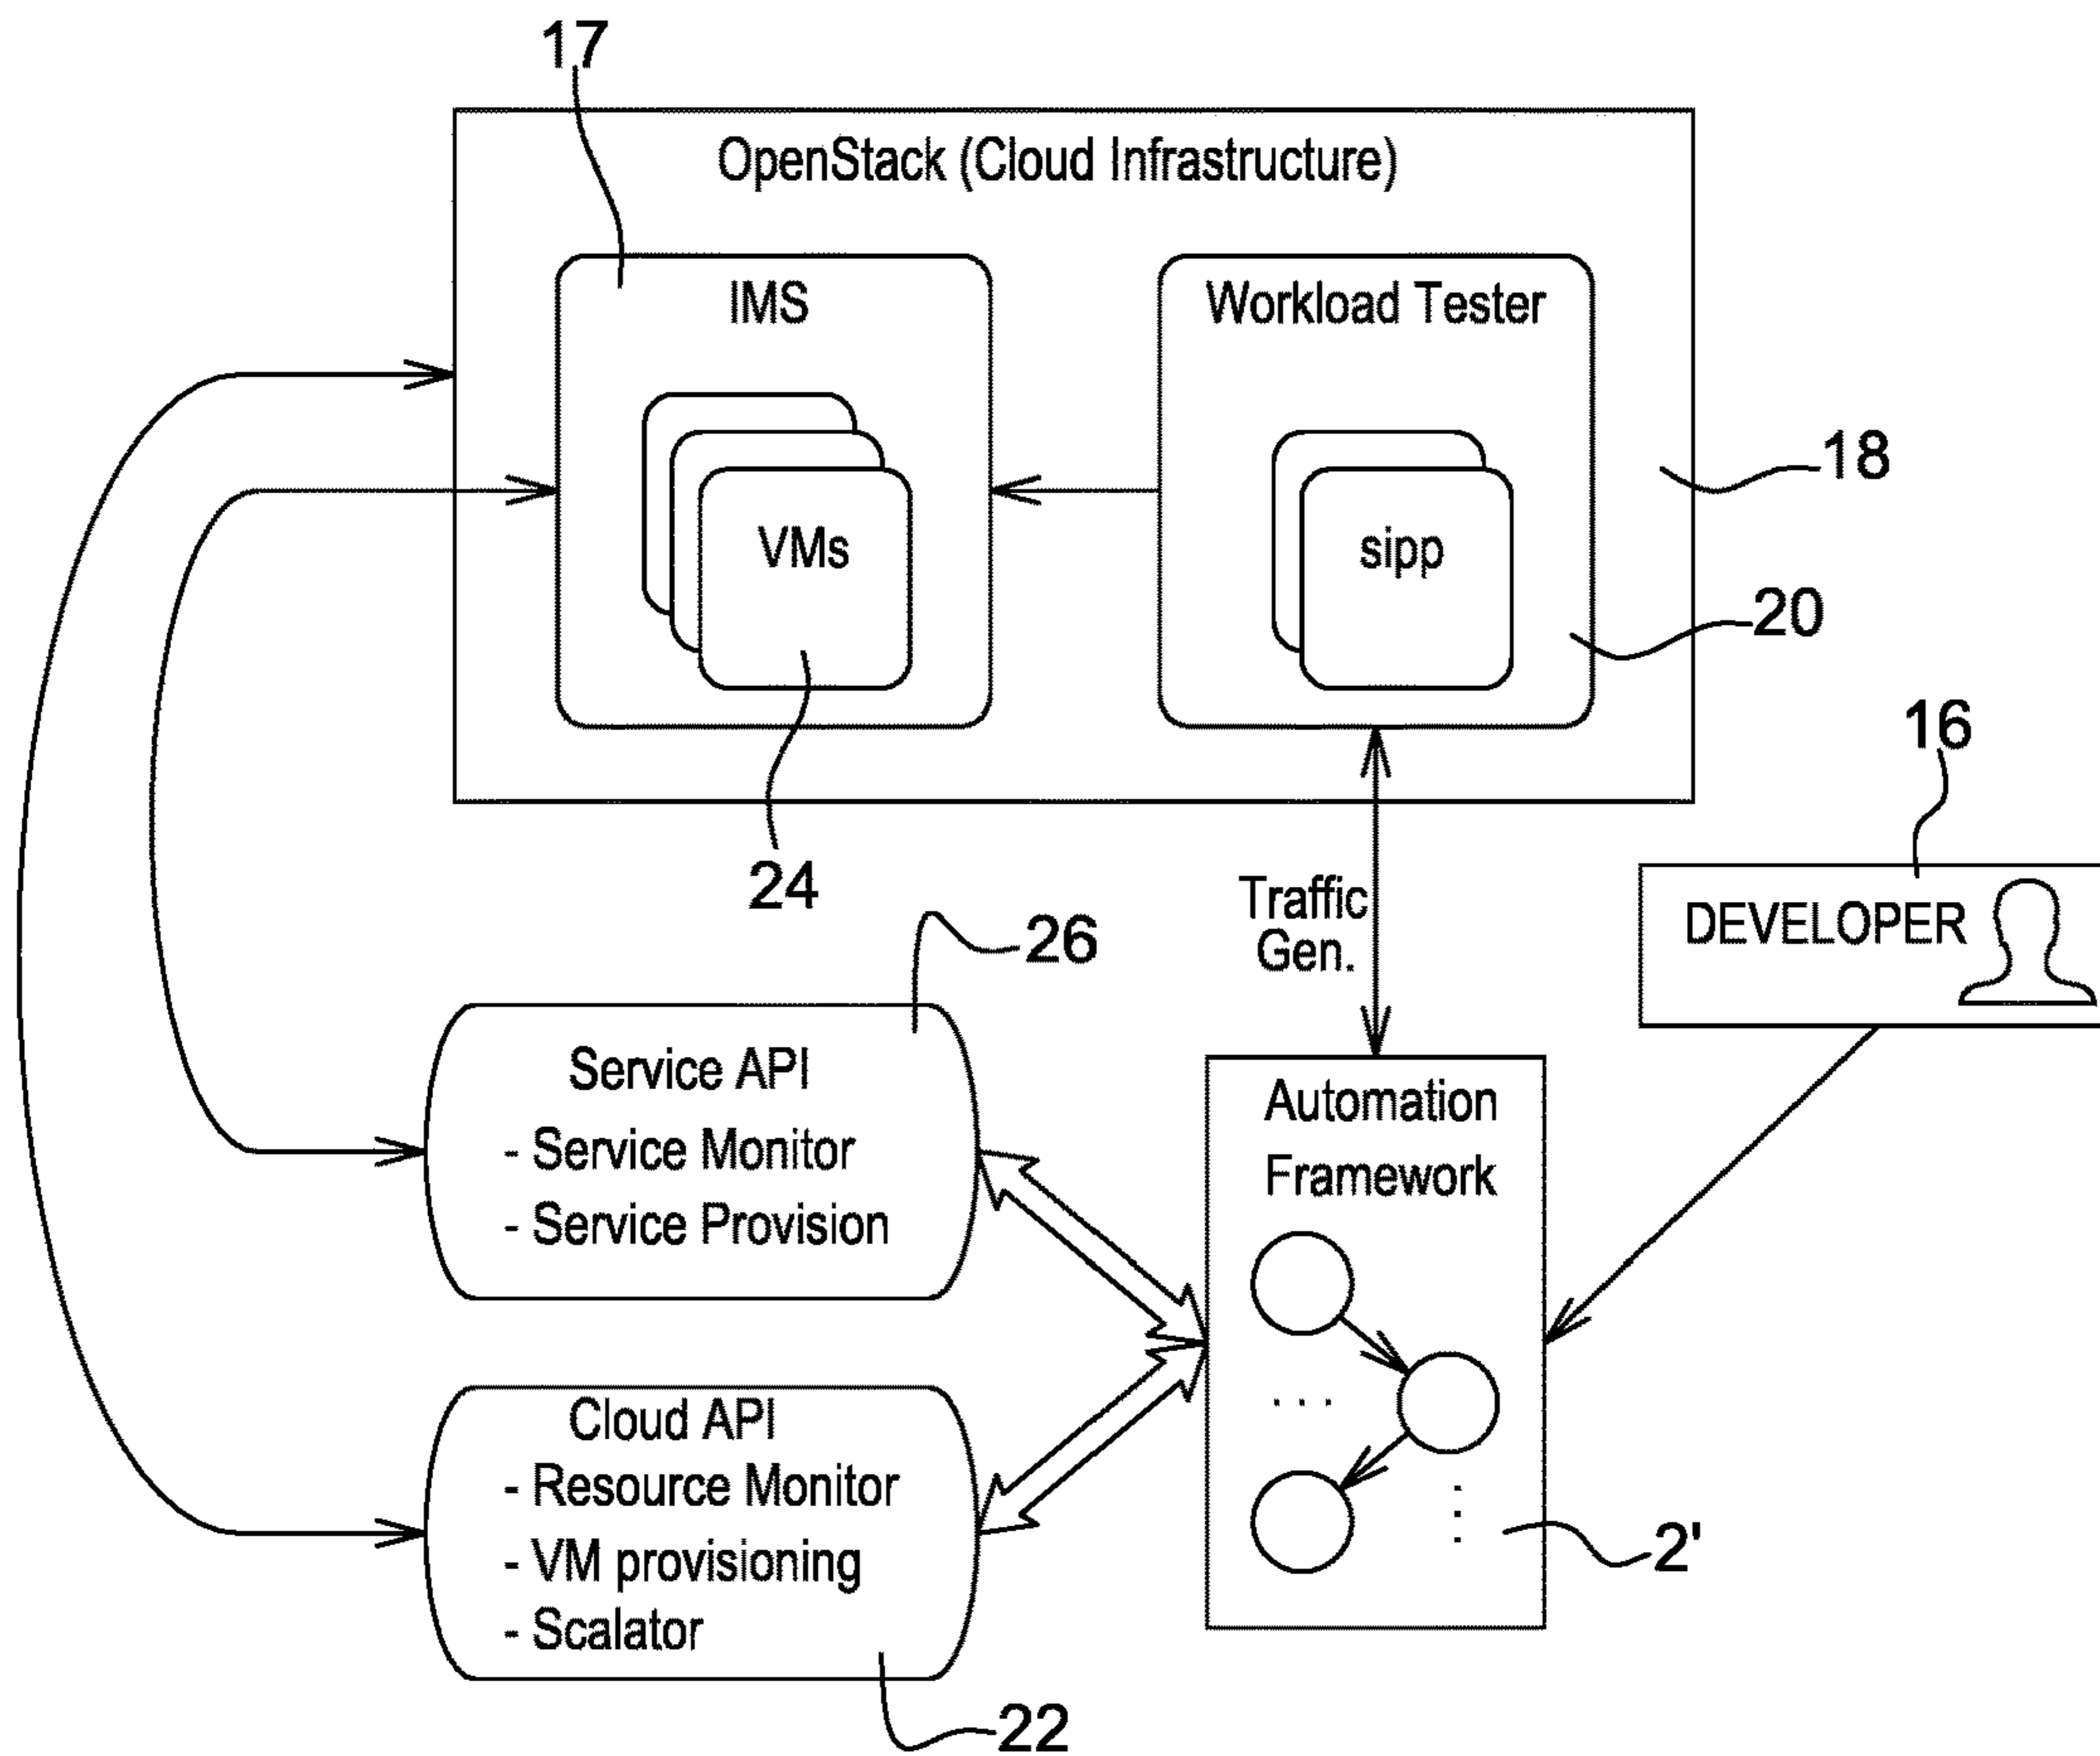 17
OpenStack (Cloud Infrastructure)
IMS
Workload Tester
VMs
sipp
18
20
24
16
DEVELOPER
Traffic
Gen.
26
Service API
- Service Monitor
- Service Provision
Automation
Framework
. . .
Cloud API
- Resource Monitor
- VM provisioning
- Scalator
2'
22